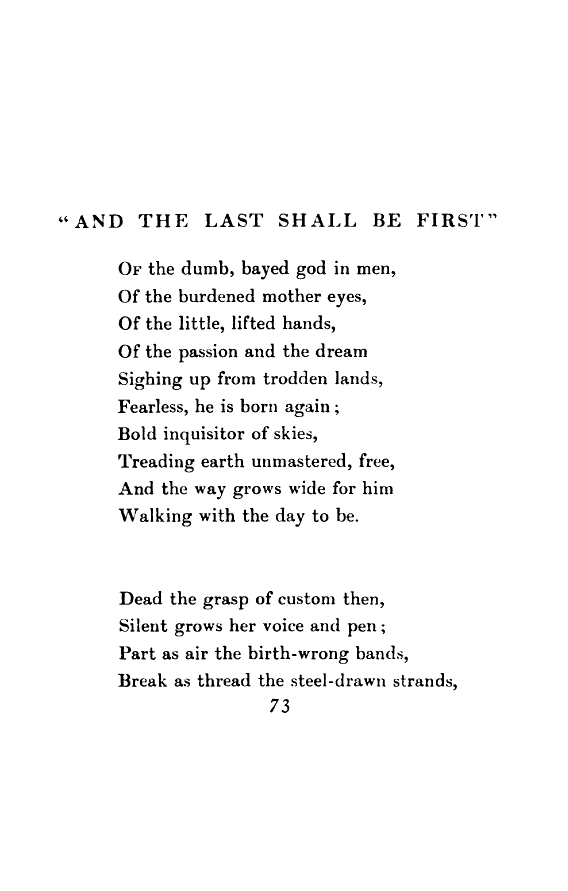 “AND THE LAST SHALL BE FIRST”
OF the dumb, bayed god in men,
Of the burdened mother eyes,
Of the little, lifted hands,
Of the passion and the dream
Sighing up from trodden lands,
Fearless, he is born again;
Bold inquisitor of skies,
Treading earth unmastered, free,
And the way grows wide for him
Walking with the day to be.
Dead the grasp of custom then,
Silent grows her voice and pen;
Part as air the birth-wrong bands,
Break as thread the steel-drawn strands,
73